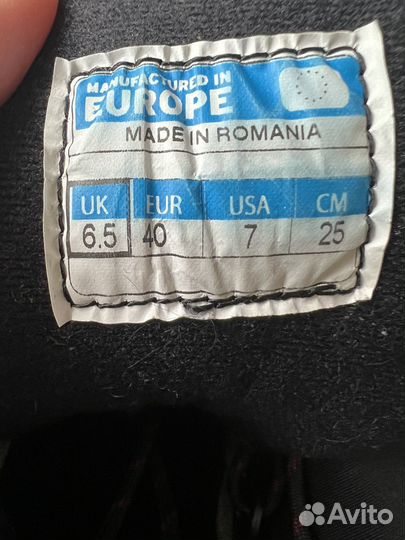 MANUFACTURED IN
EUROPE
MADE IN ROMANIA
UK EUR USA CM
6.5 40 7 25
Avito